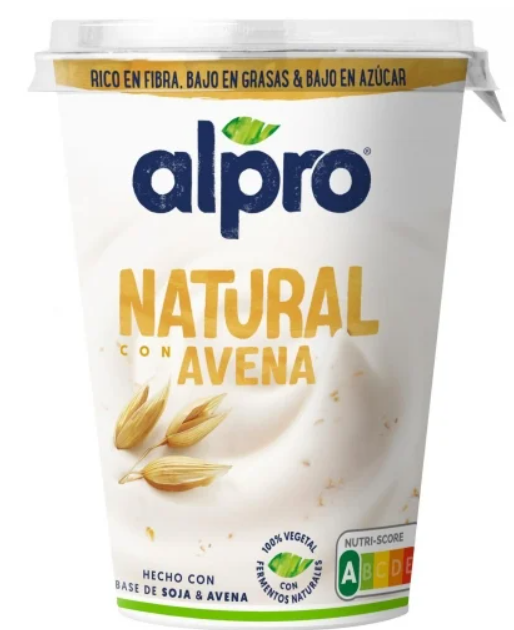 RICO EN FIBRA. BAJO EN GRASAS & BAJO EN AZÚCAR
alpro®
NATURAL
CON AVENA
HECHO CON
BASE DE SOJA & AVENA
100% VEGETAL
CON
FERMENTOS NATURALES
NUTRI-SCORE
A B C D E